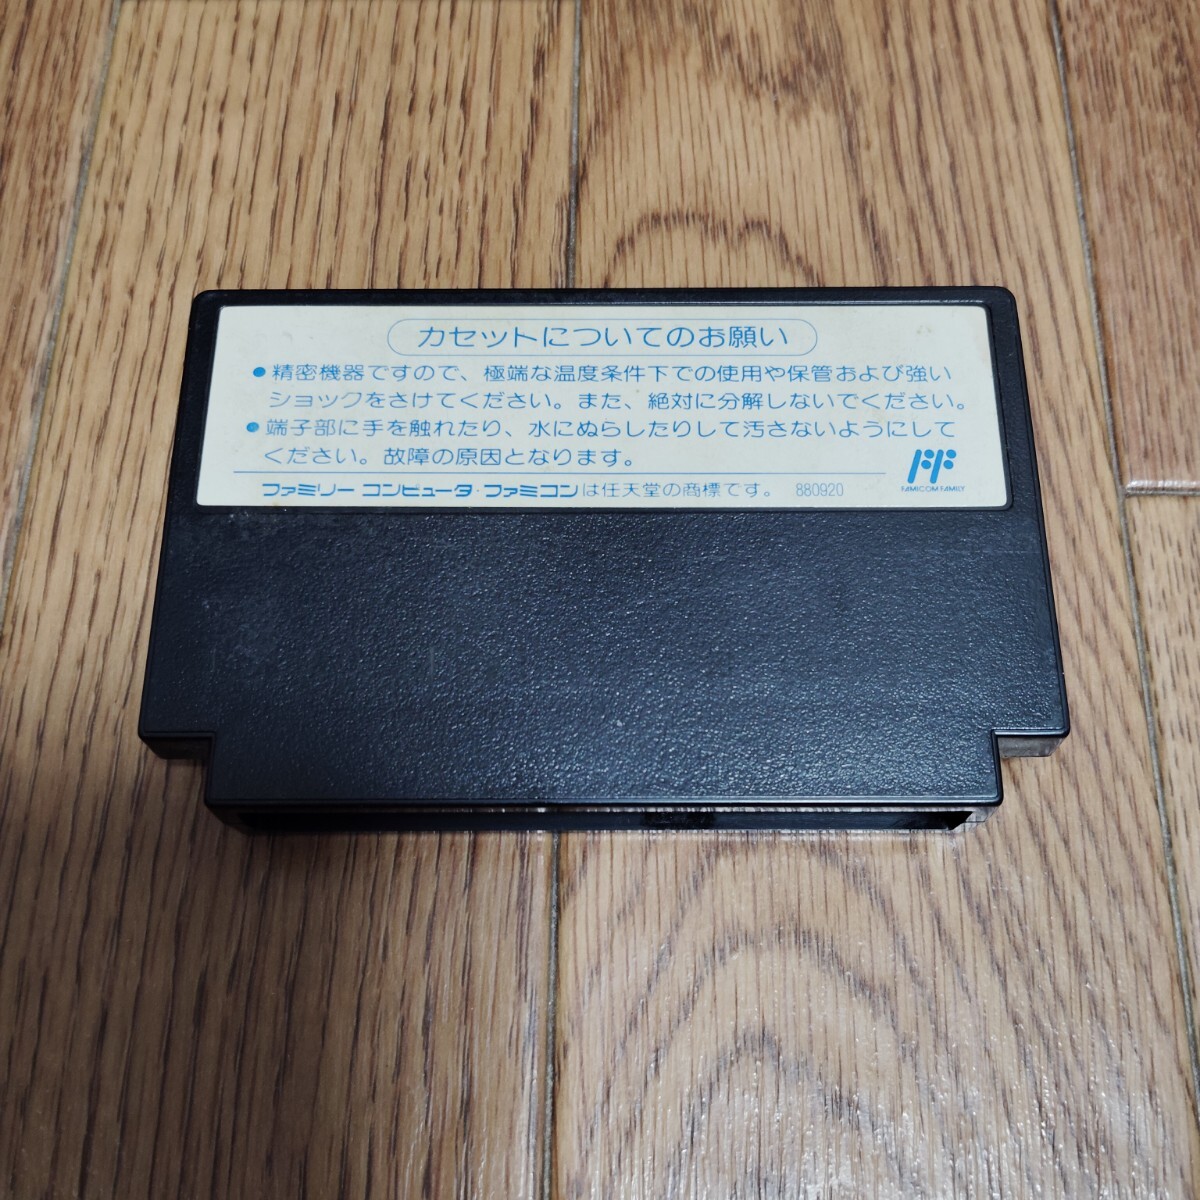 カセットについてのお願い
●精密機器ですので、極端な温度条件下での使用や保管および強い
ショックをさけてください。また、絶対に分解しないでください。
●端子部に手を触れたり、水にぬらしたりして汚さないようにして
ください。故障の原因となります。
FF
FAMICOM FAMILY
ファミリー コンピュータ・ファミコンは任天堂の商標です。 880920